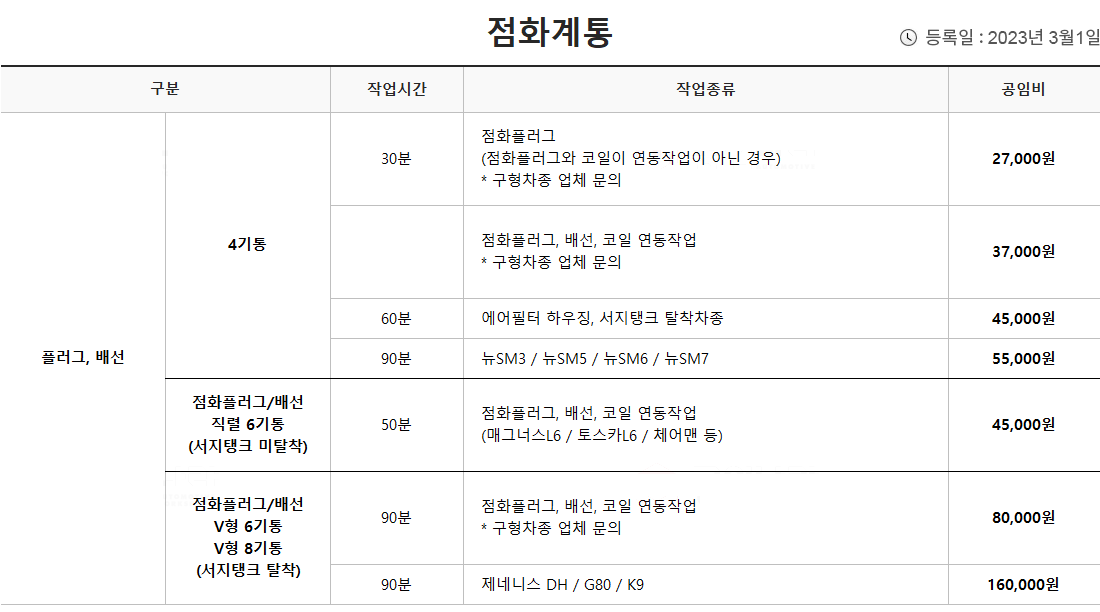 점화계통
등록일 : 2023년 3월1일
구분 작업시간 작업종류 공임비
플러그, 배선
4기통
30분
점화플러그
(점화플러그와 코일이 연동작업이 아닌 경우)
* 구형차종 업체 문의
27,000원
점화플러그, 배선, 코일 연동작업
* 구형차종 업체 문의
37,000원
60분 에어필터 하우징, 서지탱크 탈착차종 45,000원
90분 뉴SM3 / 뉴SM5 / 뉴SM6 / 뉴SM7 55,000원
점화플러그/배선
직렬 6기통
(서지탱크 미탈착)
50분
점화플러그, 배선, 코일 연동작업
(매그너스L6 / 토스카L6 / 체어맨 등)
45,000원
점화플러그/배선
V형 6기통
V형 8기통
(서지탱크 탈착)
90분
점화플러그, 배선, 코일 연동작업
* 구형차종 업체 문의
80,000원
90분 제네니스 DH / G80 / K9 160,000원